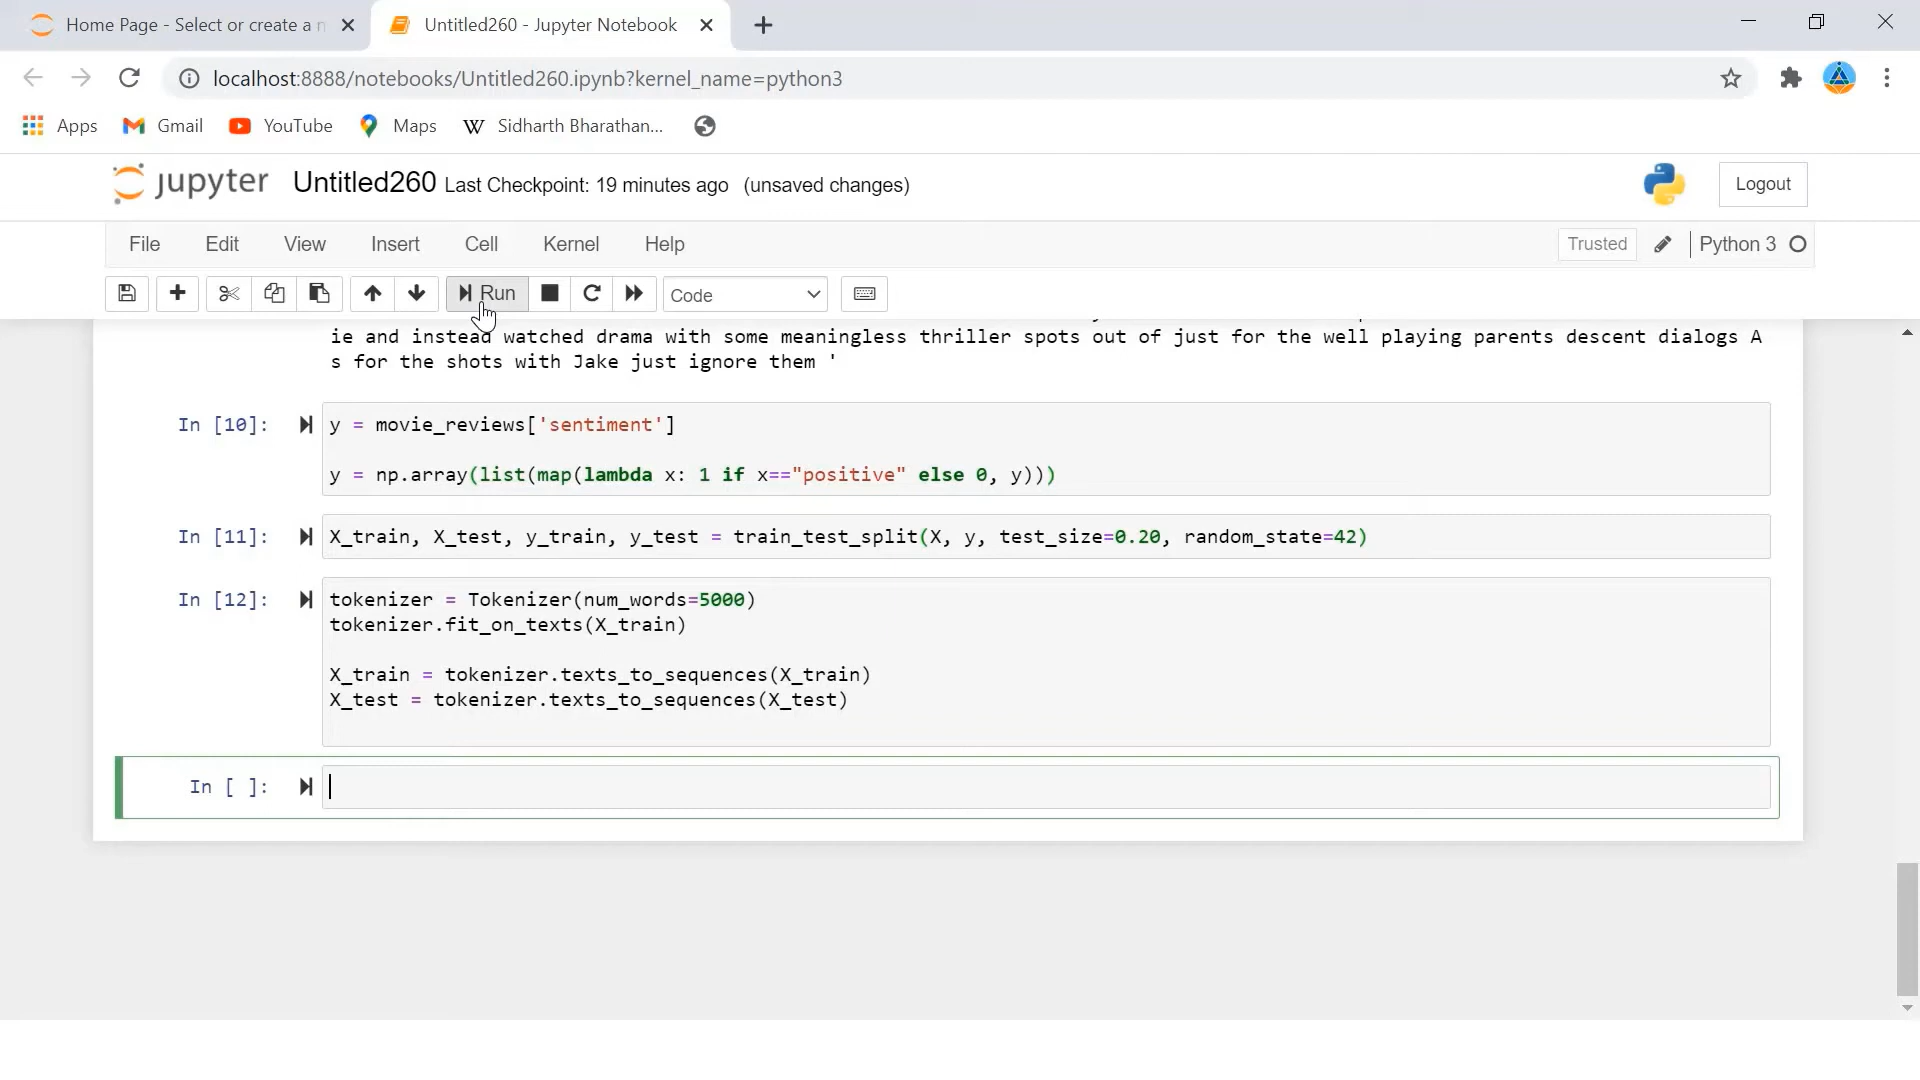 Home Page - Select or create a n
Untitled260 - Jupyter Notebook
localhost:8888/notebooks/Untitled260.ipynb?kernel_name=python3
Apps Gmail YouTube Maps W Sidharth Bharathan...
jupyter Untitled260 Last Checkpoint: 19 minutes ago (unsaved changes) Logout
File Edit View Insert Cell Kernel Help Trusted Python 3
Run Code
ie and instead watched drama with some meaningless thriller spots out of just for the well playing parents descent dialogs A
s for the shots with Jake just ignore them '
In [10]: y = movie_reviews['sentiment']
y = np.array(list(map(lambda x: 1 if x=="positive" else 0, y)))
In [11]: X_train, X_test, y_train, y_test = train_test_split(X, y, test_size=0.20, random_state=42)
In [12]: tokenizer = Tokenizer(num_words=5000)
tokenizer.fit_on_texts(X_train)
X_train = tokenizer.texts_to_sequences(X_train)
X_test = tokenizer.texts_to_sequences(X_test)
In [ ]: